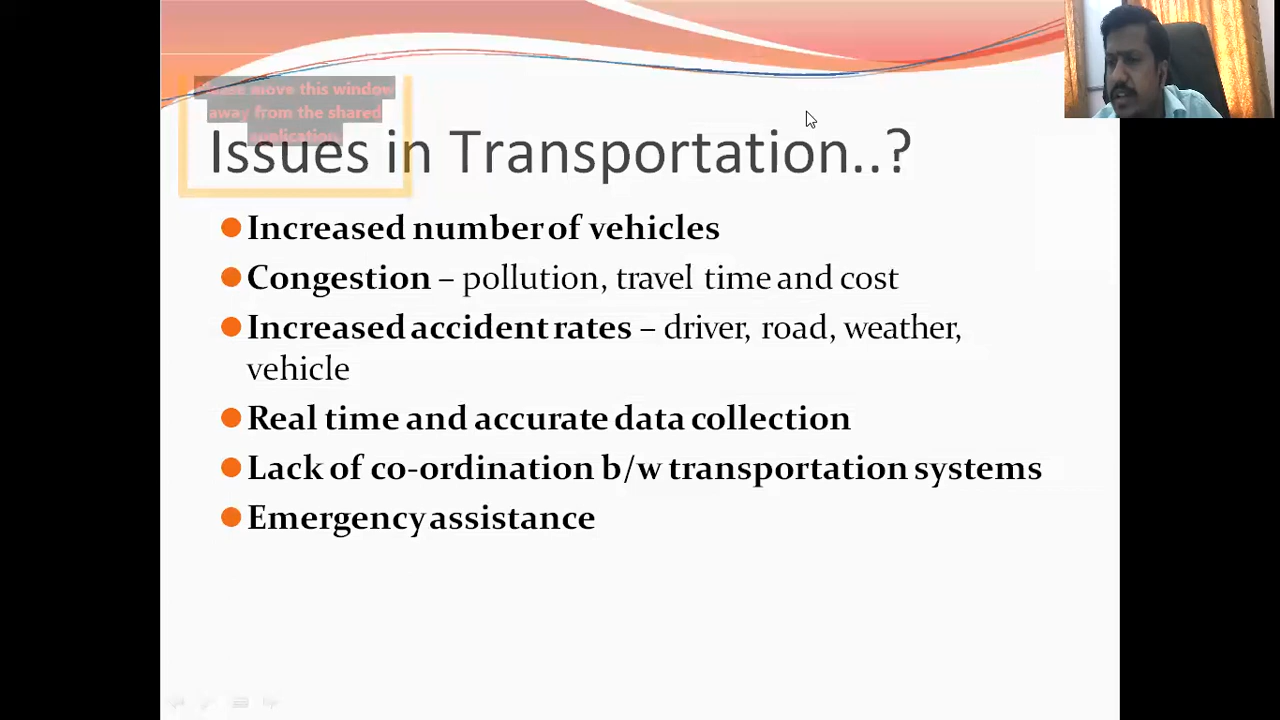 Please move this window
away from the shared
application.
Issues in Transportation..?
Increased number of vehicles
Congestion – pollution, travel time and cost
Increased accident rates – driver, road, weather,
vehicle
Real time and accurate data collection
Lack of co-ordination b/w transportation systems
Emergency assistance